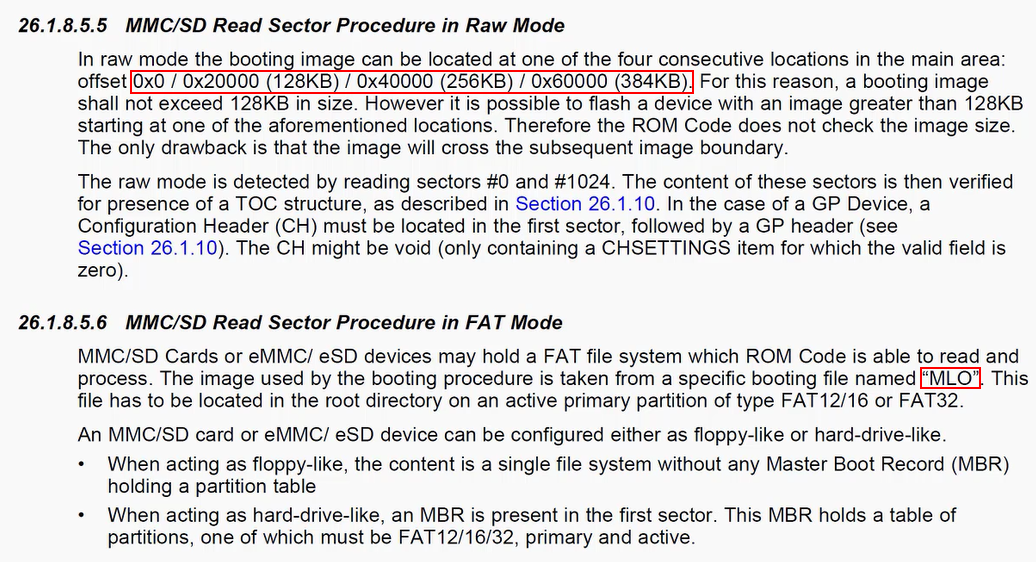 26.1.8.5.5 MMC/SD Read Sector Procedure in Raw Mode
In raw mode the booting image can be located at one of the four consecutive locations in the main area:
offset 0x0 / 0x20000 (128KB) / 0x40000 (256KB) / 0x60000 (384KB). For this reason, a booting image
shall not exceed 128KB in size. However it is possible to flash a device with an image greater than 128KB
starting at one of the aforementioned locations. Therefore the ROM Code does not check the image size.
The only drawback is that the image will cross the subsequent image boundary.
The raw mode is detected by reading sectors #0 and #1024. The content of these sectors is then verified
for presence of a TOC structure, as described in Section 26.1.10. In the case of a GP Device, a
Configuration Header (CH) must be located in the first sector, followed by a GP header (see
Section 26.1.10). The CH might be void (only containing a CHSETTINGS item for which the valid field is
zero).
26.1.8.5.6 MMC/SD Read Sector Procedure in FAT Mode
MMC/SD Cards or eMMC/ eSD devices may hold a FAT file system which ROM Code is able to read and
process. The image used by the booting procedure is taken from a specific booting file named “MLO”. This
file has to be located in the root directory on an active primary partition of type FAT12/16 or FAT32.
An MMC/SD card or eMMC/ eSD device can be configured either as floppy-like or hard-drive-like.
• When acting as floppy-like, the content is a single file system without any Master Boot Record (MBR)
holding a partition table
• When acting as hard-drive-like, an MBR is present in the first sector. This MBR holds a table of
partitions, one of which must be FAT12/16/32, primary and active.